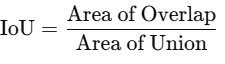 IoU = Area of Overlap / Area of Union